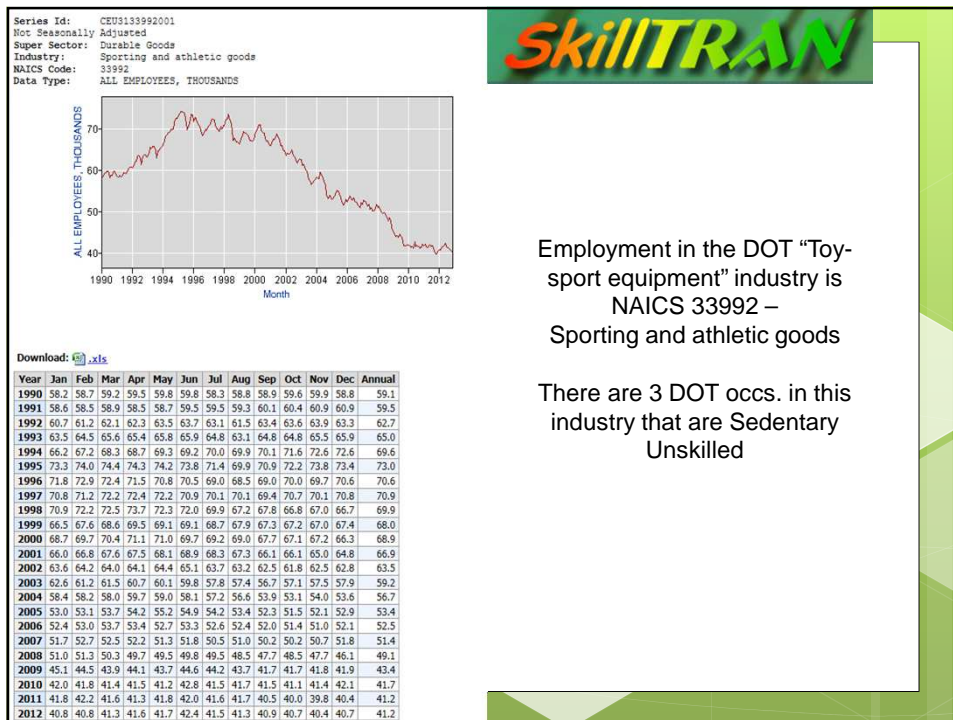 Series Id: CEU3133992001
Not Seasonally Adjusted
Super Sector: Durable Goods
Industry: Sporting and athletic goods
NAICS Code: 33992
Data Type: ALL EMPLOYEES, THOUSANDS
ALL EMPLOYEES, THOUSANDS
70
60
50
40
1990 1992 1994 1996 1998 2000 2002 2004 2006 2008 2010 2012
Month
Download: .xls
Year Jan Feb Mar Apr May Jun Jul Aug Sep Oct Nov Dec Annual
1990 58.2 58.7 59.2 59.5 59.8 59.8 58.3 58.8 58.9 59.6 59.9 58.8 59.1
1991 58.6 58.5 58.9 58.5 58.7 59.5 59.5 59.3 60.1 60.4 60.9 60.9 59.5
1992 60.7 61.2 62.1 62.3 63.5 63.7 63.1 61.5 63.4 63.6 63.9 63.3 62.7
1993 63.5 64.5 65.6 65.4 65.8 65.9 64.8 63.1 64.8 64.8 65.5 65.9 65.0
1994 66.2 67.2 68.3 68.7 69.3 69.2 70.0 69.9 70.1 71.6 72.6 72.6 69.6
1995 73.3 74.0 74.4 74.3 74.2 73.8 71.4 69.9 70.9 72.2 73.8 73.4 73.0
1996 71.8 72.9 72.4 71.5 70.8 70.5 69.0 68.5 69.0 70.0 69.7 70.6 70.6
1997 70.8 71.2 72.2 72.4 72.2 70.9 70.1 70.1 69.4 70.7 70.1 70.8 70.9
1998 70.9 72.2 72.5 73.7 72.3 72.0 69.9 67.2 67.8 66.8 67.0 66.7 69.9
1999 66.5 67.6 68.6 69.5 69.1 69.1 68.7 67.9 67.3 67.2 67.0 67.4 68.0
2000 68.7 69.7 70.4 71.1 71.0 69.7 69.2 69.0 67.7 67.1 67.2 66.3 68.9
2001 66.0 66.8 67.6 67.5 68.1 68.9 68.3 67.3 66.1 66.1 65.0 64.8 66.9
2002 63.6 64.2 64.0 64.1 64.4 65.1 63.7 63.2 62.5 61.8 62.5 62.8 63.5
2003 62.6 61.2 61.5 60.7 60.1 59.8 57.8 57.4 56.7 57.1 57.5 57.9 59.2
2004 58.4 58.2 58.0 59.7 59.0 58.1 57.2 56.6 53.9 53.1 54.0 53.6 56.7
2005 53.0 53.1 53.7 54.2 55.2 54.9 54.2 53.4 52.3 51.5 52.1 52.9 53.4
2006 52.4 53.0 53.7 53.4 52.7 53.3 52.6 52.4 52.0 51.4 51.0 52.1 52.5
2007 51.7 52.7 52.5 52.2 51.3 51.8 50.5 51.0 50.2 50.2 50.7 51.8 51.4
2008 51.0 51.3 50.3 49.7 49.5 49.8 49.5 48.5 47.7 48.5 47.7 46.1 49.1
2009 45.1 44.5 43.9 44.1 43.7 44.6 44.2 43.7 41.7 41.7 41.8 41.9 43.4
2010 42.0 41.8 41.4 41.5 41.2 42.8 41.5 41.7 41.5 41.1 41.4 42.1 41.7
2011 41.8 42.2 41.6 41.3 41.8 42.0 41.6 41.7 40.5 40.0 39.8 40.4 41.2
2012 40.8 40.8 41.3 41.6 41.7 42.4 41.5 41.3 40.9 40.7 40.4 40.7 41.2
SkillTRAN
Employment in the DOT “Toy-
sport equipment” industry is
NAICS 33992 –
Sporting and athletic goods
There are 3 DOT occs. in this
industry that are Sedentary
Unskilled